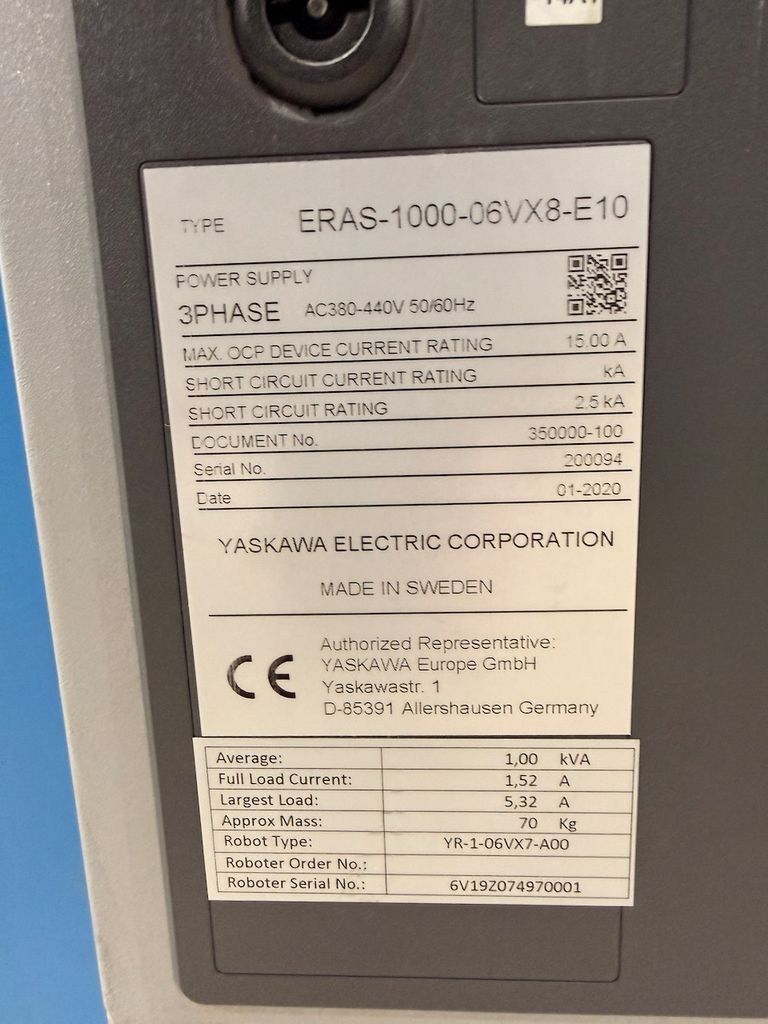 TYPE ERAS-1000-06VX8-E10
POWER SUPPLY
3PHASE AC380-440V 50/60Hz
MAX. OCP DEVICE CURRENT RATING 15.00 A
SHORT CIRCUIT CURRENT RATING kA
SHORT CIRCUIT RATING 2.5 kA
DOCUMENT No. 350000-100
Serial No. 200094
Date 01-2020
YASKAWA ELECTRIC CORPORATION
MADE IN SWEDEN
CE
Authorized Representative:
YASKAWA Europe GmbH
Yaskawastr. 1
D-85391 Allershausen Germany
Average: 1,00 kVA
Full Load Current: 1,52 A
Largest Load: 5,32 A
Approx Mass: 70 Kg
Robot Type: YR-1-06VX7-A00
Roboter Order No.:
Roboter Serial No.: 6V19Z074970001